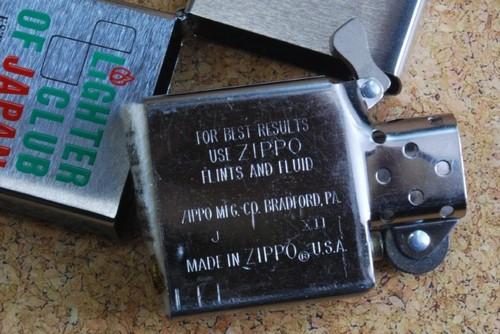 LIGHTER
CLUB
OF JAPAN
FOR BEST RESULTS
USE ZIPPO
FLINTS AND FLUID
ZIPPO MFG. CO. BRADFORD, PA.
J XII
MADE IN ZIPPO® U.S.A.